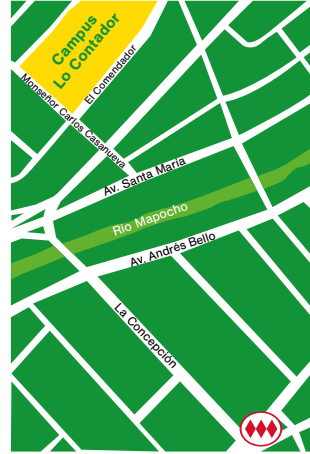 Campus
Lo Contador
El Comendador
Monseñor Carlos Casanueva
Av. Santa María
Río Mapocho
Av. Andrés Bello
La Concepción